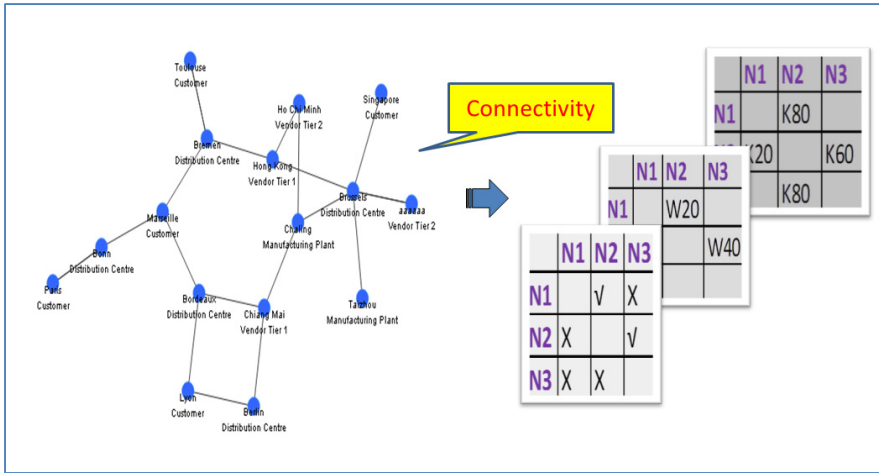 Toulouse
Customer
Ho Chi Minh
Vendor Tier 2
Singapore
Customer
Connectivity
Bremen
Distribution Centre
Hong Kong
Vendor Tier 1
Brussels
Distribution Centre
aaaaaa
Vendor Tier 2
Marseille
Customer
Chakng
Manufacturing Plant
Bonn
Distribution Centre
Paris
Customer
Bordeaux
Distribution Centre
Chiang Mai
Vendor Tier 1
Taizhou
Manufacturing Plant
Lyon
Customer
Berlin
Distribution Centre
N1 N2 N3
N1 K80
K20 K60
K80
N1 N2 N3
N1 W20
W40
N1 N2 N3
N1 √ X
N2 X √
N3 X X